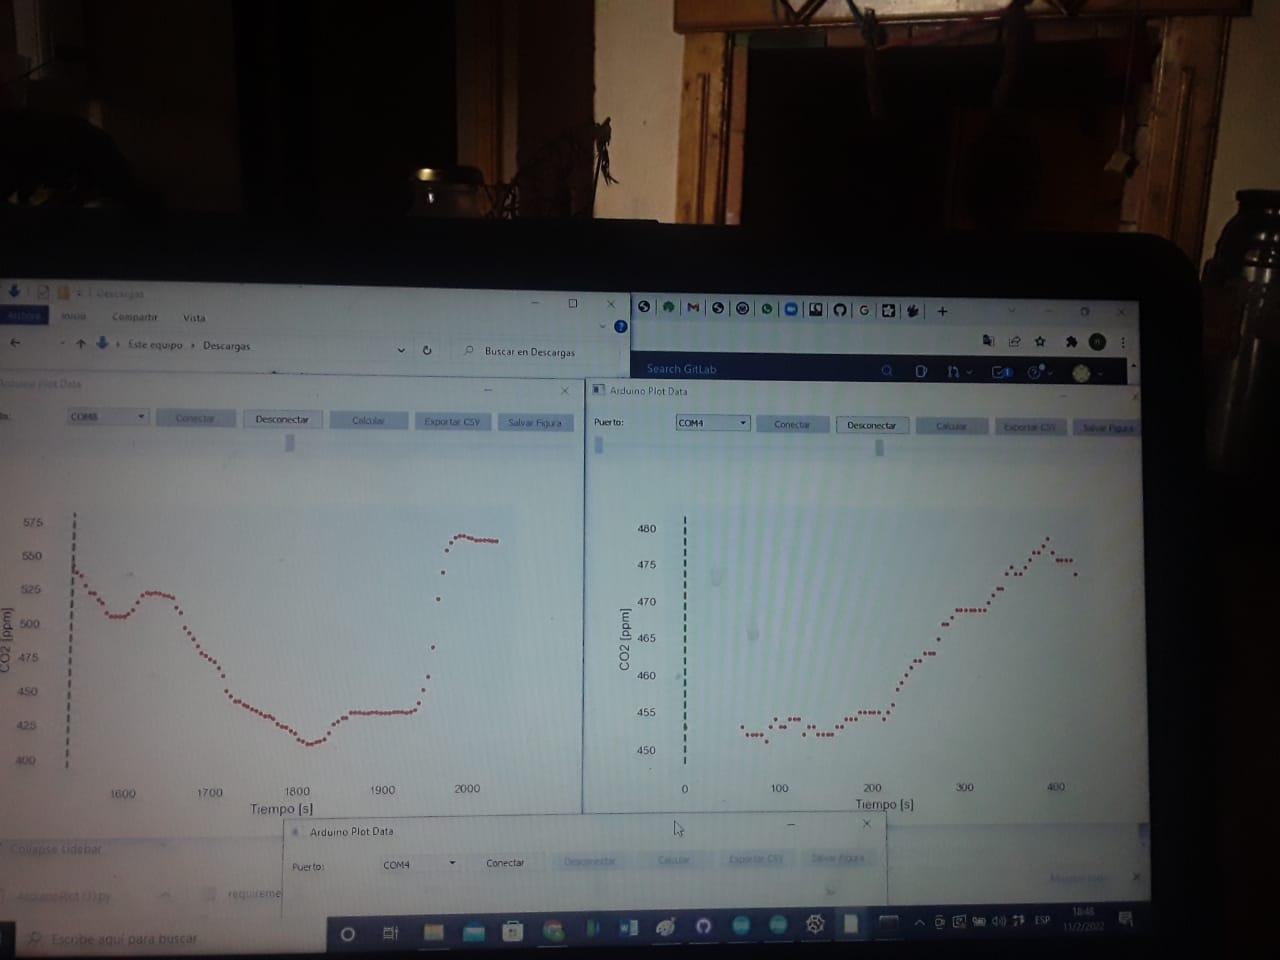 Descargas
Archivo Inicio Compartir Vista
Este equipo › Descargas
Buscar en Descargas
Search GitLab
Arduino Plot Data
COM8 Conectar Desconectar Calcular Exportar CSV Salvar Figura
575
550
525
500
475
450
425
400
CO2 [ppm]
1600 1700 1800 1900 2000
Tiempo [s]
Arduino Plot Data
Puerto: COM4 Conectar Desconectar Calcular Exportar CSV Salvar Figura
480
475
470
465
460
455
450
CO2 [ppm]
0 100 200 300 400
Tiempo [s]
Arduino Plot Data
Puerto: COM4 Conectar Desconectar Calcular Exportar CSV Salvar Figura
Collapse sidebar
requireme
Escribe aquí para buscar
ESP
18:48
11/2/2022